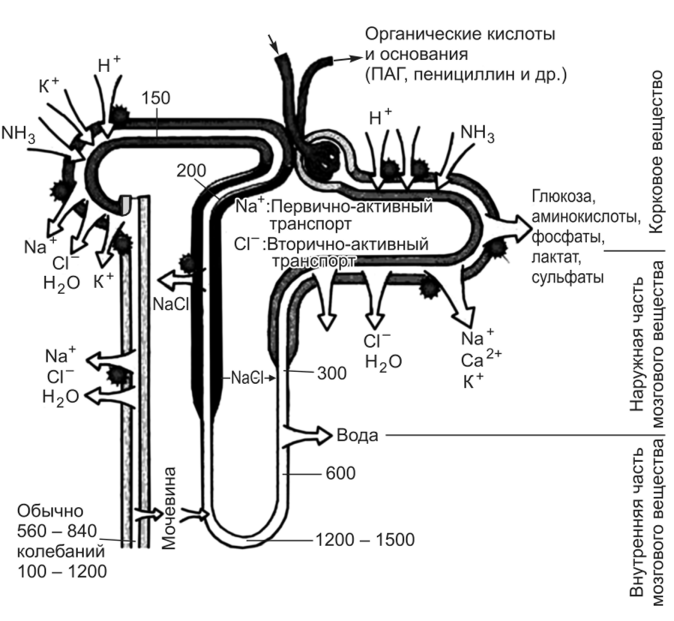 Органические кислоты
и основания
(ПАГ, пенициллин и др.)
H+
K+
NH3
150
200
H+
NH3
Na+:Первично-активный
транспорт
Cl–:Вторично-активный
транспорт
Глюкоза,
аминокислоты,
фосфаты,
лактат,
сульфаты
Na+
Cl–
H2O
K+
NaCl
Cl–
H2O
Na+
Ca2+
K+
Na+
Cl–
H2O
NaCl
300
Вода
600
Мочевина
Обычно
560 – 840
колебаний
100 – 1200
1200 – 1500
Корковое вещество
Наружная часть
мозгового вещества
Внутренняя часть
мозгового вещества